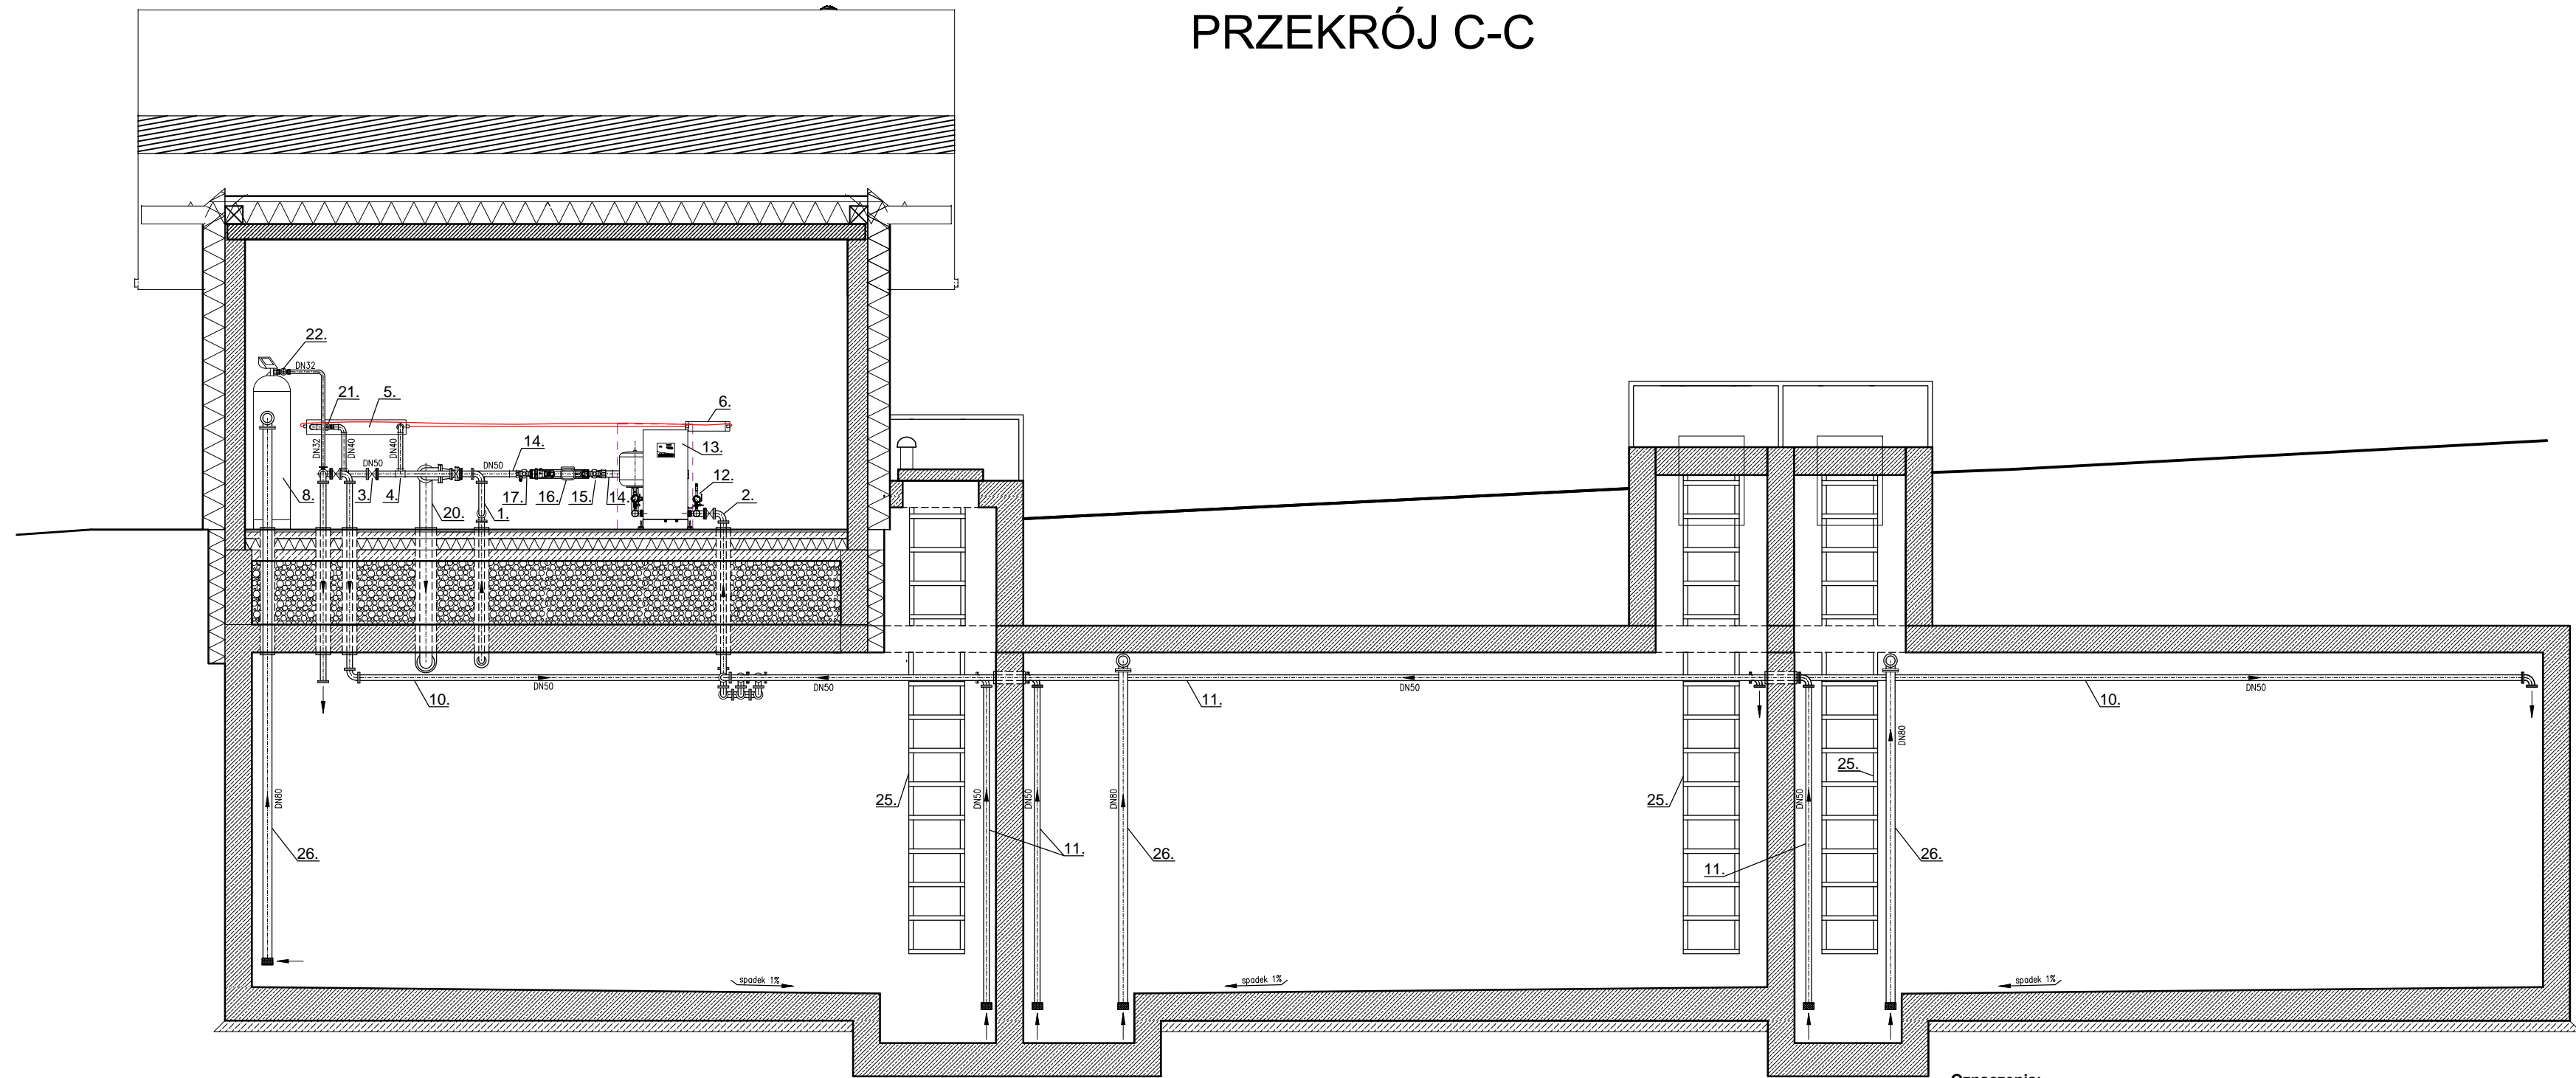 PRZEKRÓJ C-C
22.
DN32
21.
5.
6.
DN32
DN40
DN40
DN50
DN50
14.
13.
8.
3.
4.
20.
1.
17.
16.
15.
14.
12.
2.
10.
DN50
DN50
11.
DN50
10.
DN50
DN80
26.
25.
DN50
DN50
11.
DN80
26.
25.
25.
DN50
11.
DN80
26.
spadek 1%
spadek 1%
spadek 1%